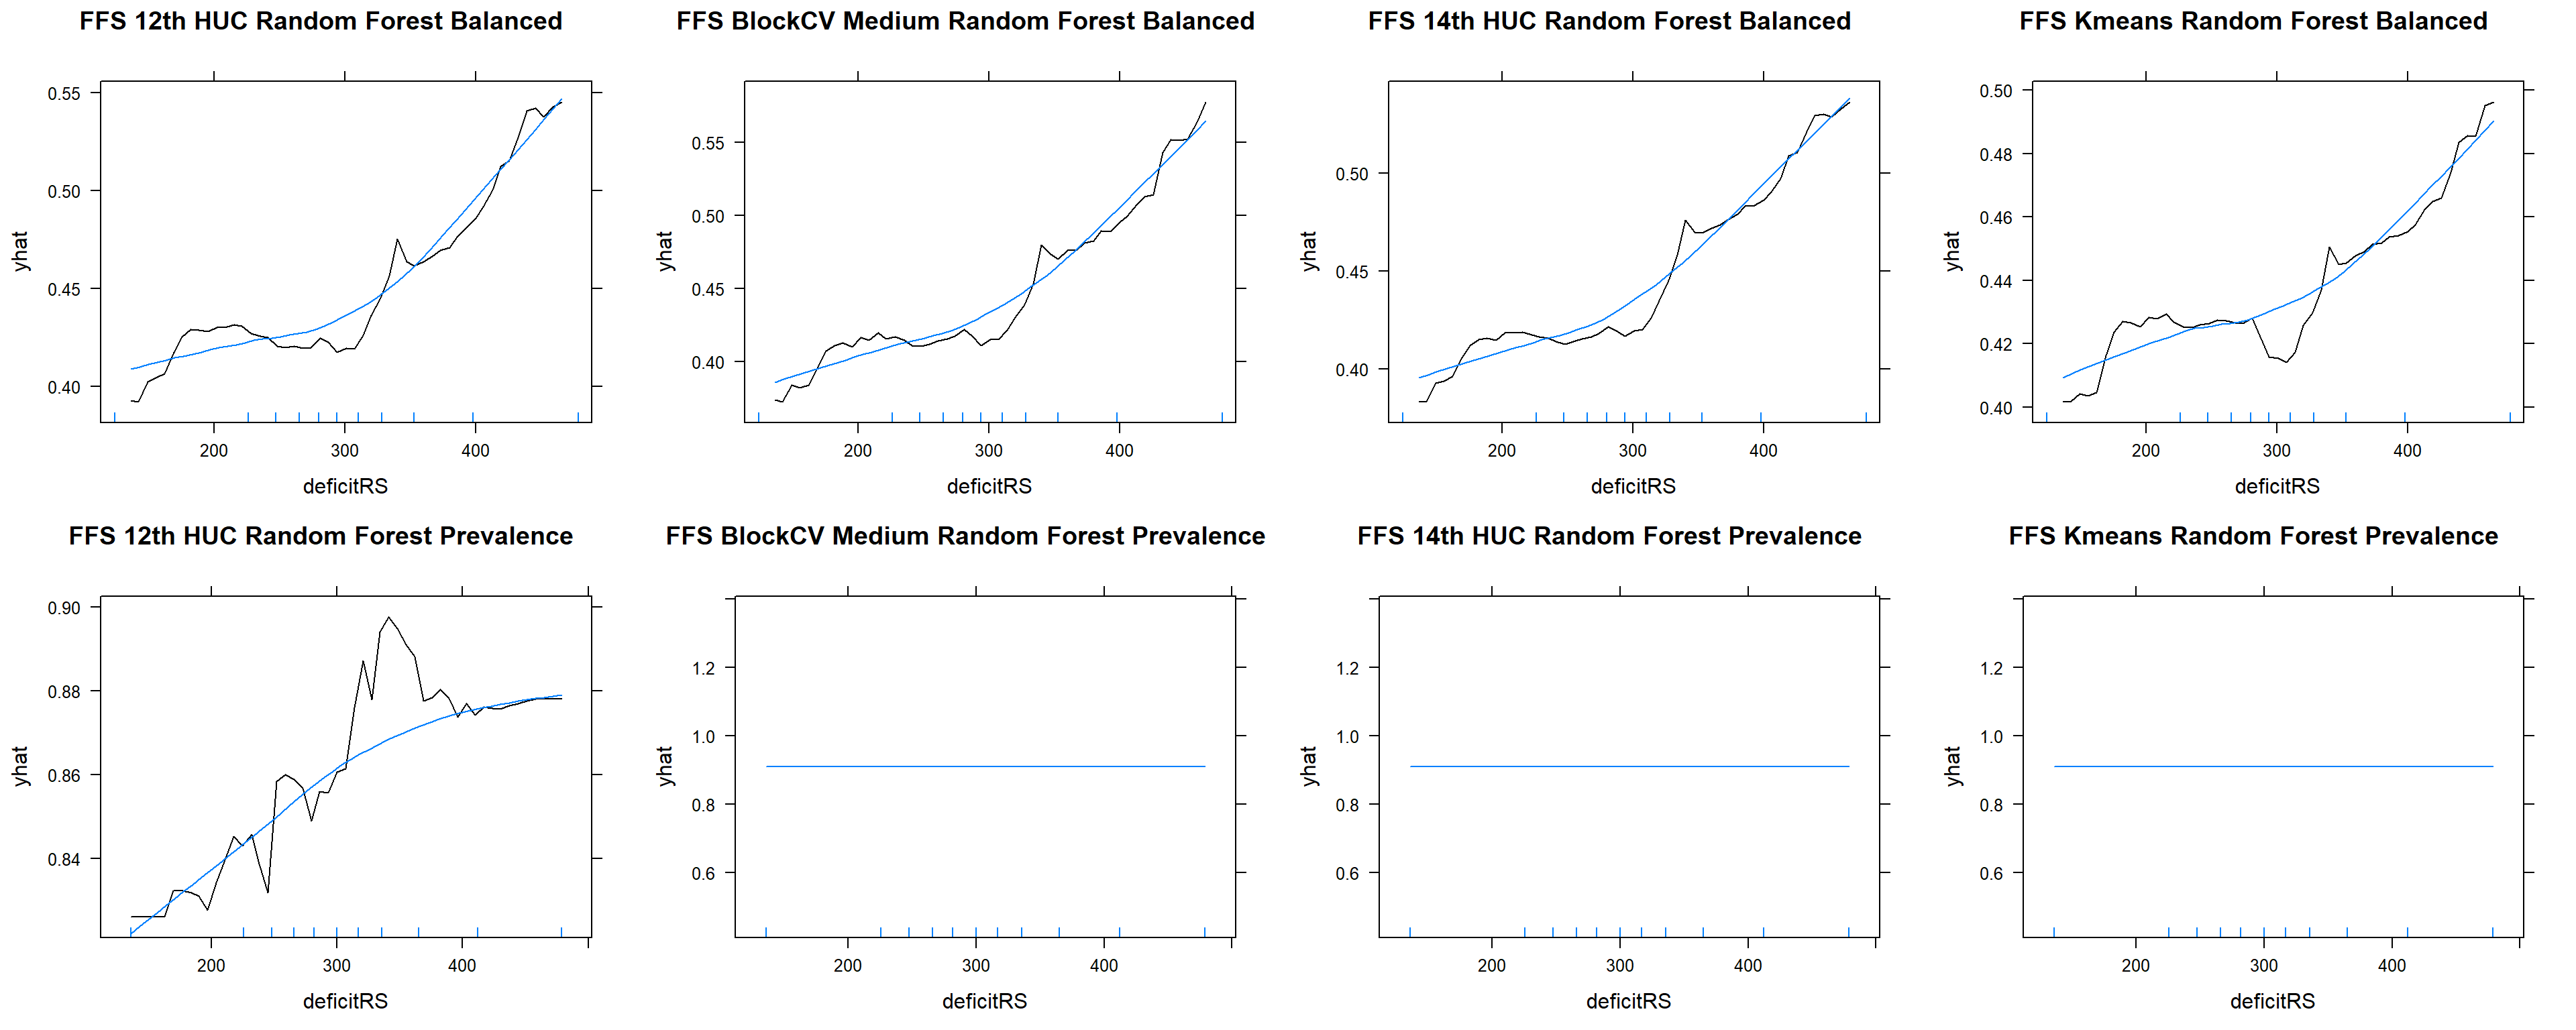 FFS 12th HUC Random Forest Balanced
0.55
0.50
0.45
0.40
yhat
200 300 400
deficitRS
FFS BlockCV Medium Random Forest Balanced
0.55
0.50
0.45
0.40
yhat
200 300 400
deficitRS
FFS 14th HUC Random Forest Balanced
0.50
0.45
0.40
yhat
200 300 400
deficitRS
FFS Kmeans Random Forest Balanced
0.50
0.48
0.46
0.44
0.42
0.40
yhat
200 300 400
deficitRS
FFS 12th HUC Random Forest Prevalence
0.90
0.88
0.86
0.84
yhat
200 300 400
deficitRS
FFS BlockCV Medium Random Forest Prevalence
1.2
1.0
0.8
0.6
yhat
200 300 400
deficitRS
FFS 14th HUC Random Forest Prevalence
1.2
1.0
0.8
0.6
yhat
200 300 400
deficitRS
FFS Kmeans Random Forest Prevalence
1.2
1.0
0.8
0.6
yhat
200 300 400
deficitRS